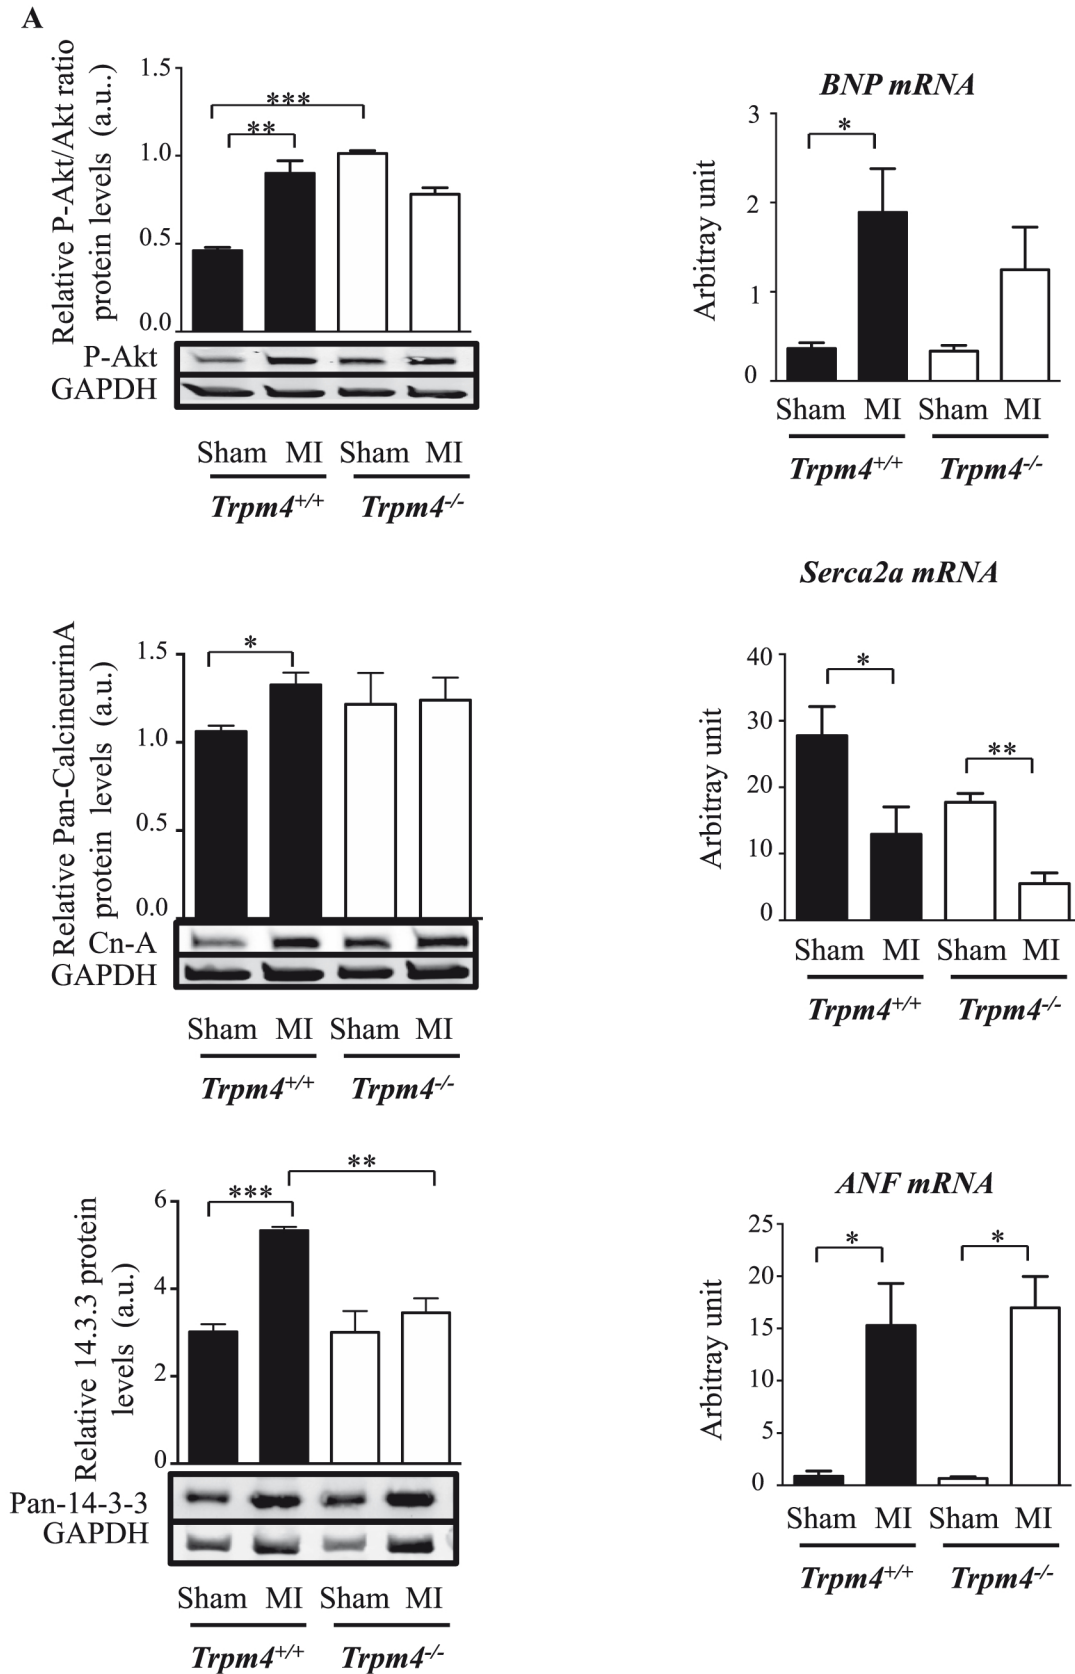 A
Relative P-Akt/Akt ratio
protein levels (a.u..)
1.5
1.0
0.5
0.0
***
**
P-Akt
GAPDH
Sham MI Sham MI
Trpm4+/+ Trpm4-/-
BNP mRNA
Arbitray unit
3
2
1
0
*
Sham MI Sham MI
Trpm4+/+ Trpm4-/-
Relative Pan-CalcineurinA
protein levels (a.u.)
1.5
1.0
0.5
0.0
*
Cn-A
GAPDH
Sham MI Sham MI
Trpm4+/+ Trpm4-/-
Serca2a mRNA
Arbitray unit
40
30
20
10
0
*
**
Sham MI Sham MI
Trpm4+/+ Trpm4-/-
Relative 14.3.3 protein
levels (a.u.)
6
4
2
0
**
***
Pan-14-3-3
GAPDH
Sham MI Sham MI
Trpm4+/+ Trpm4-/-
ANF mRNA
Arbitray unit
25
20
15
10
5
0
*
*
Sham MI Sham MI
Trpm4+/+ Trpm4-/-